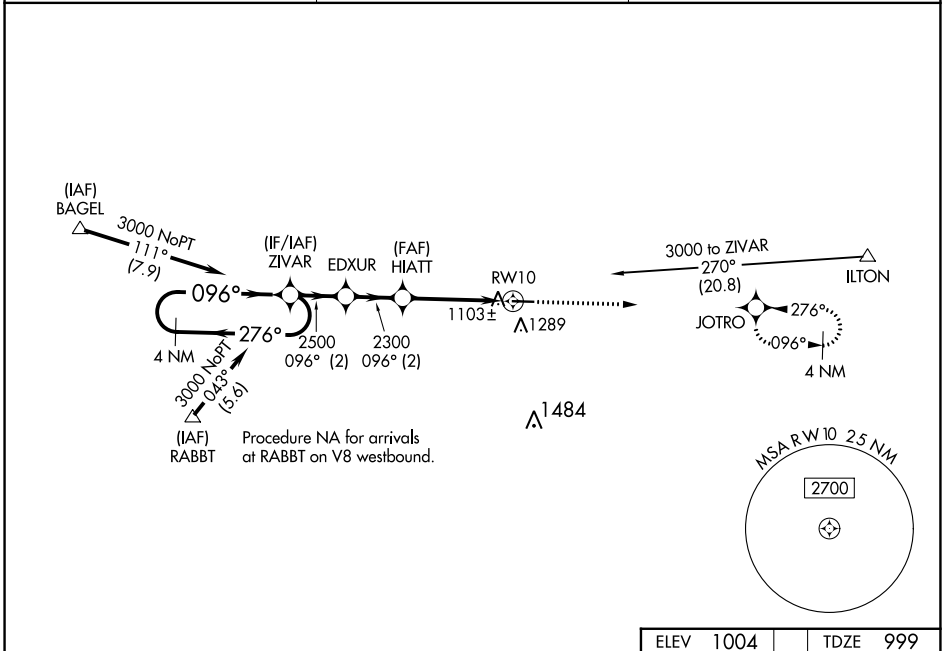 (IAF)
BAGEL
3000 NoPT
111°
(7.9)
(IF/IAF)
ZIVAR
EDXUR
(FAF)
HIATT
RW10
3000 to ZIVAR
270°
(20.8)
ILTON
096°
1103±
1289
JOTRO
276°
096°
4 NM
4 NM
276°
2500
096° (2)
2300
096° (2)
3000 NoPT
043°
(5.6)
(IAF)
RABBT
Procedure NA for arrivals
at RABBT on V8 westbound.
1484
MSA RW10 25 NM
2700
ELEV 1004
TDZE 999